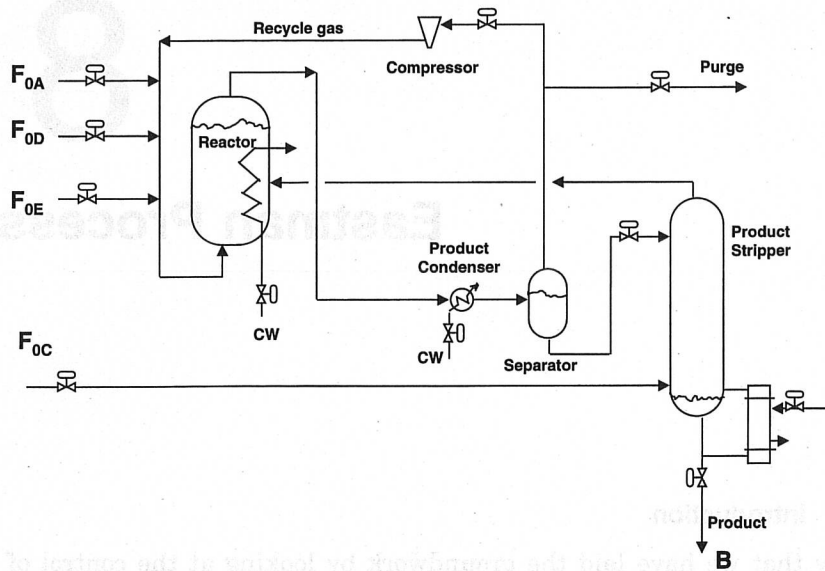 Recycle gas
Compressor
Purge
F0A
F0D
F0E
Reactor
Product
Condenser
Product
Stripper
CW
CW
Separator
F0C
Product
B